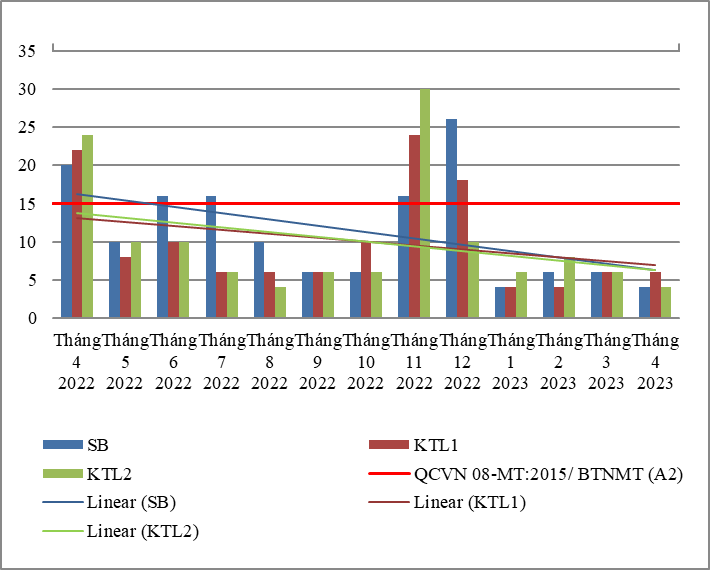 35
30
25
20
15
10
5
0
Tháng Tháng Tháng Tháng Tháng Tháng Tháng Tháng Tháng Tháng Tháng Tháng Tháng
4 5 6 7 8 9 10 11 12 1 2 3 4
2022 2022 2022 2022 2022 2022 2022 2022 2022 2023 2023 2023 2023
SB KTL1
KTL2 QCVN 08-MT:2015/ BTNMT (A2)
Linear (SB) Linear (KTL1)
Linear (KTL2)